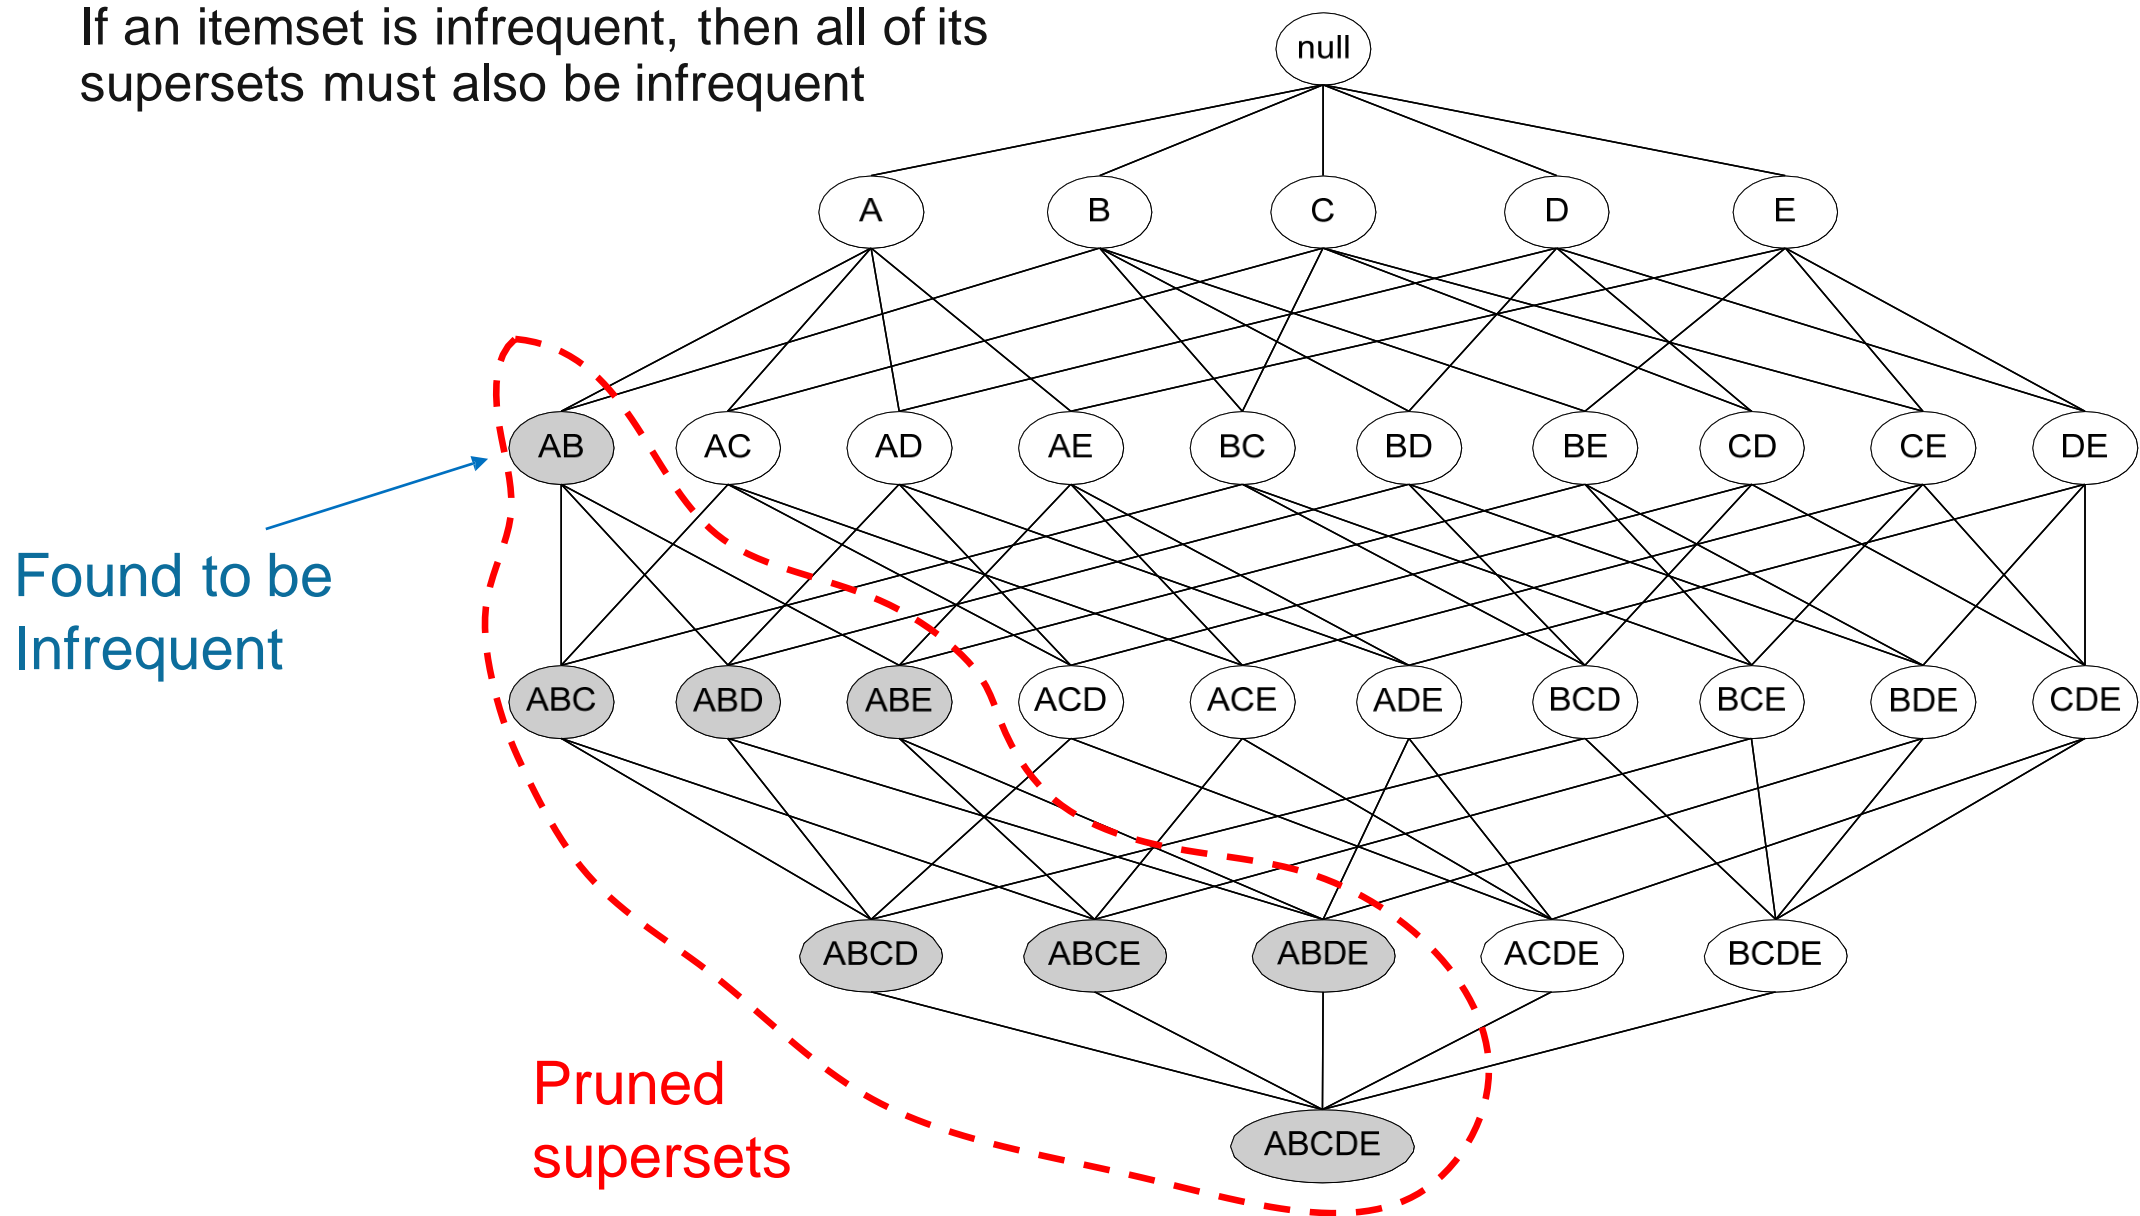 If an itemset is infrequent, then all of its
supersets must also be infrequent
null
A B C D E
AB AC AD AE BC BD BE CD CE DE
Found to be
Infrequent
ABC ABD ABE ACD ACE ADE BCD BCE BDE CDE
ABCD ABCE ABDE ACDE BCDE
Pruned
supersets
ABCDE